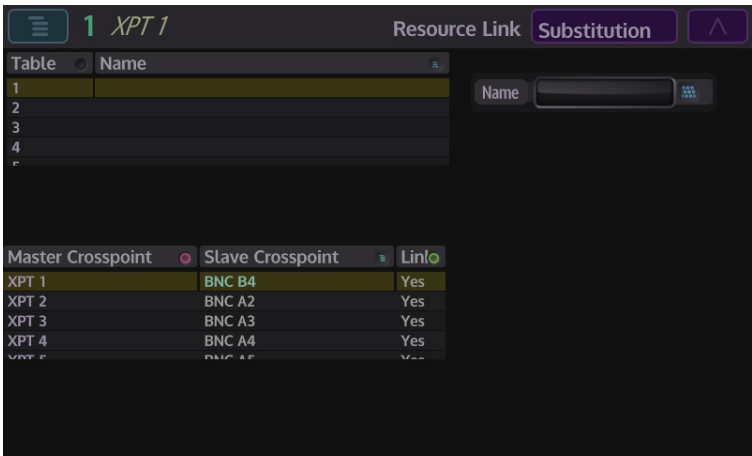 1 XPT 1 Resource Link Substitution
Table Name
1
2
3
4
Name
Master Crosspoint Slave Crosspoint Link
XPT 1 BNC B4 Yes
XPT 2 BNC A2 Yes
XPT 3 BNC A3 Yes
XPT 4 BNC A4 Yes